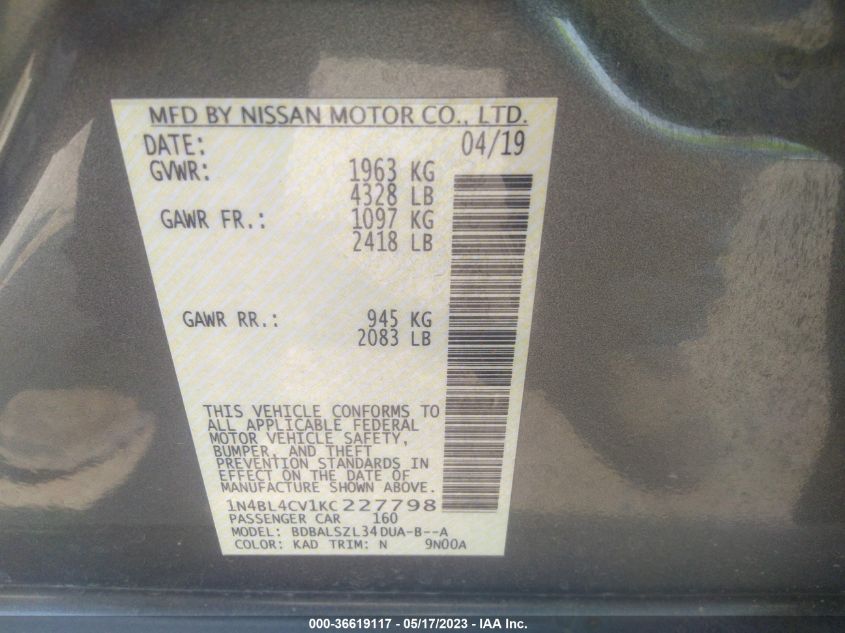 MFD BY NISSAN MOTOR CO., LTD.
DATE: 04/19
GVWR: 1963 KG
4328 LB
GAWR FR.: 1097 KG
2418 LB
GAWR RR.: 945 KG
2083 LB
THIS VEHICLE CONFORMS TO
ALL APPLICABLE FEDERAL
MOTOR VEHICLE SAFETY,
BUMPER, AND THEFT
PREVENTION STANDARDS IN
EFFECT ON THE DATE OF
MANUFACTURE SHOWN ABOVE.
1N4BL4CV1KC227798
PASSENGER CAR 160
MODEL: BDBALSZL34DUA-B--A
COLOR: KAD TRIM: N 9N00A
000-36619117 - 05/17/2023 - IAA Inc.